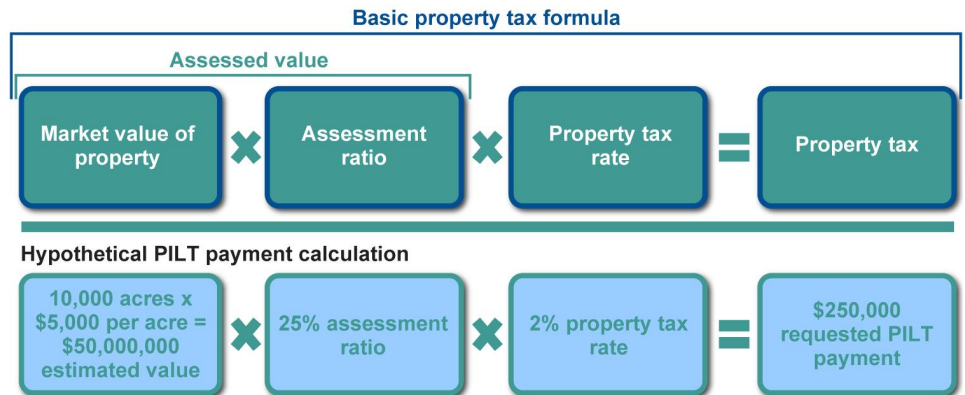 Basic property tax formula
Assessed value
Market value of
property
Assessment
ratio
Property tax
rate
Property tax
Hypothetical PILT payment calculation
10,000 acres x
$5,000 per acre =
$50,000,000
estimated value
25% assessment
ratio
2% property tax
rate
$250,000
requested PILT
payment